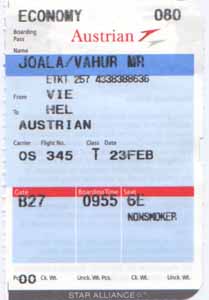 ECONOMY 080
Boarding Pass Austrian
Name
JOALA/VAHUR MR
ETKT 257 4338388636
From VIE
To HEL
AUSTRIAN
Carrier Flight No. Class Date
OS 345 T 23FEB
Gate Boarding Time Seat
B27 0955 6E
NONSMOKER
00 Ck. Wt. Unck. Wt. Pcs. Ck. Wt. Unck. Wt.
STAR ALLIANCE